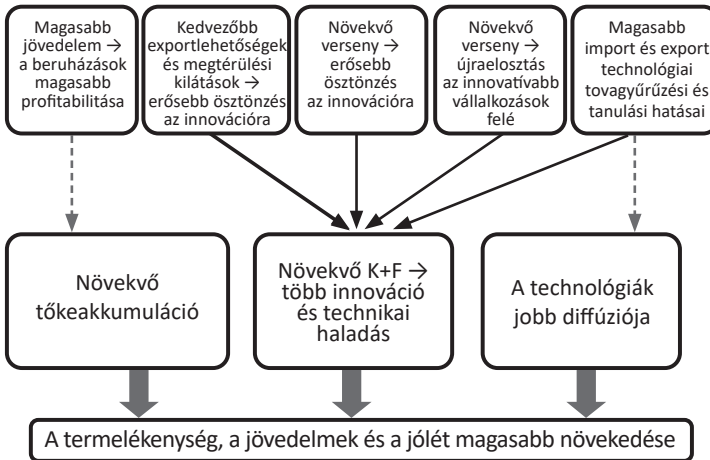 Magasabb
jövedelem →
a beruházások
magasabb
profitabilitása
Kedvezőbb
exportlehetőségek
és megtérülési
kilátások →
erősebb ösztönzés
az innovációra
Növekvő
verseny →
erősebb
ösztönzés
az innovációra
Növekvő
verseny →
újraelosztás
az innovatívabb
vállalkozások
felé
Magasabb
import és export
technológiai
tovagyűrűzési és
tanulási hatásai
Növekvő
tőkeakkumuláció
Növekvő K+F →
több innováció
és technikai
haladás
A technológiák
jobb diffúziója
A termelékenység, a jövedelmek és a jólét magasabb növekedése